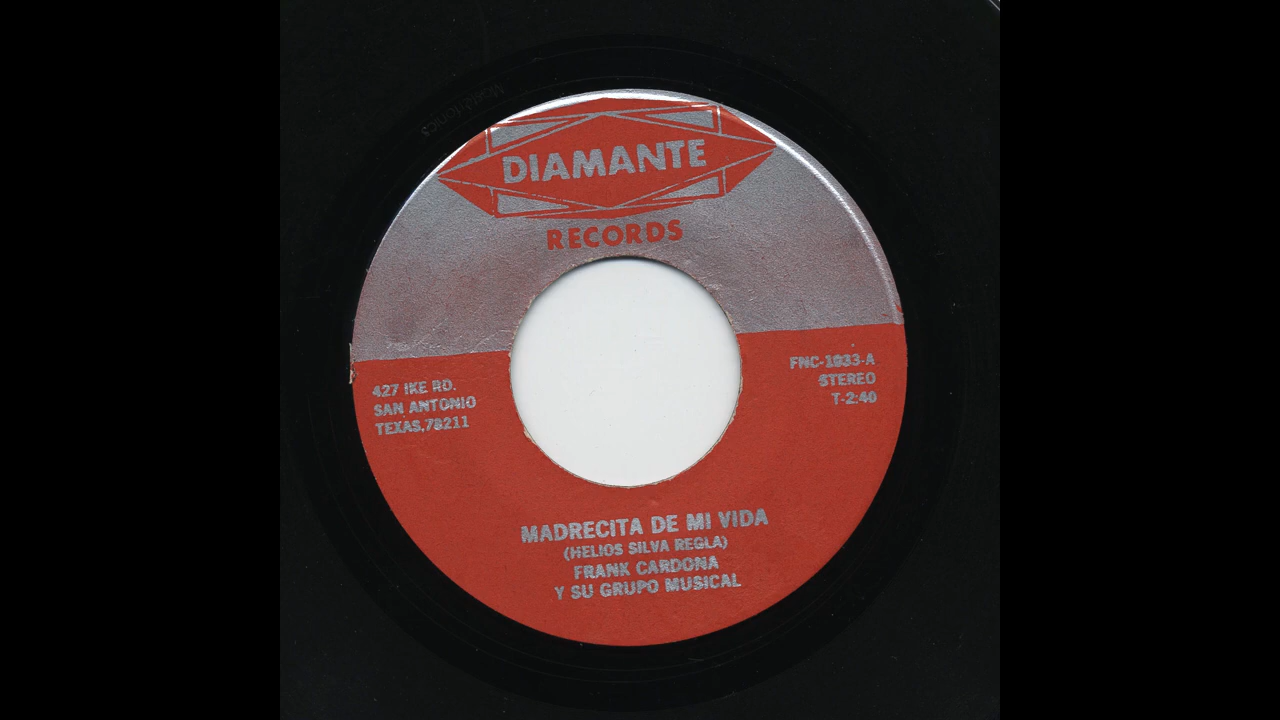 DIAMANTE
RECORDS
427 IKE RD.
SAN ANTONIO
TEXAS, 78211
FNC-1033-A
STEREO
T-2:40
MADRECITA DE MI VIDA
(HELIOS SILVA REGLA)
FRANK CARDONA
Y SU GRUPO MUSICAL